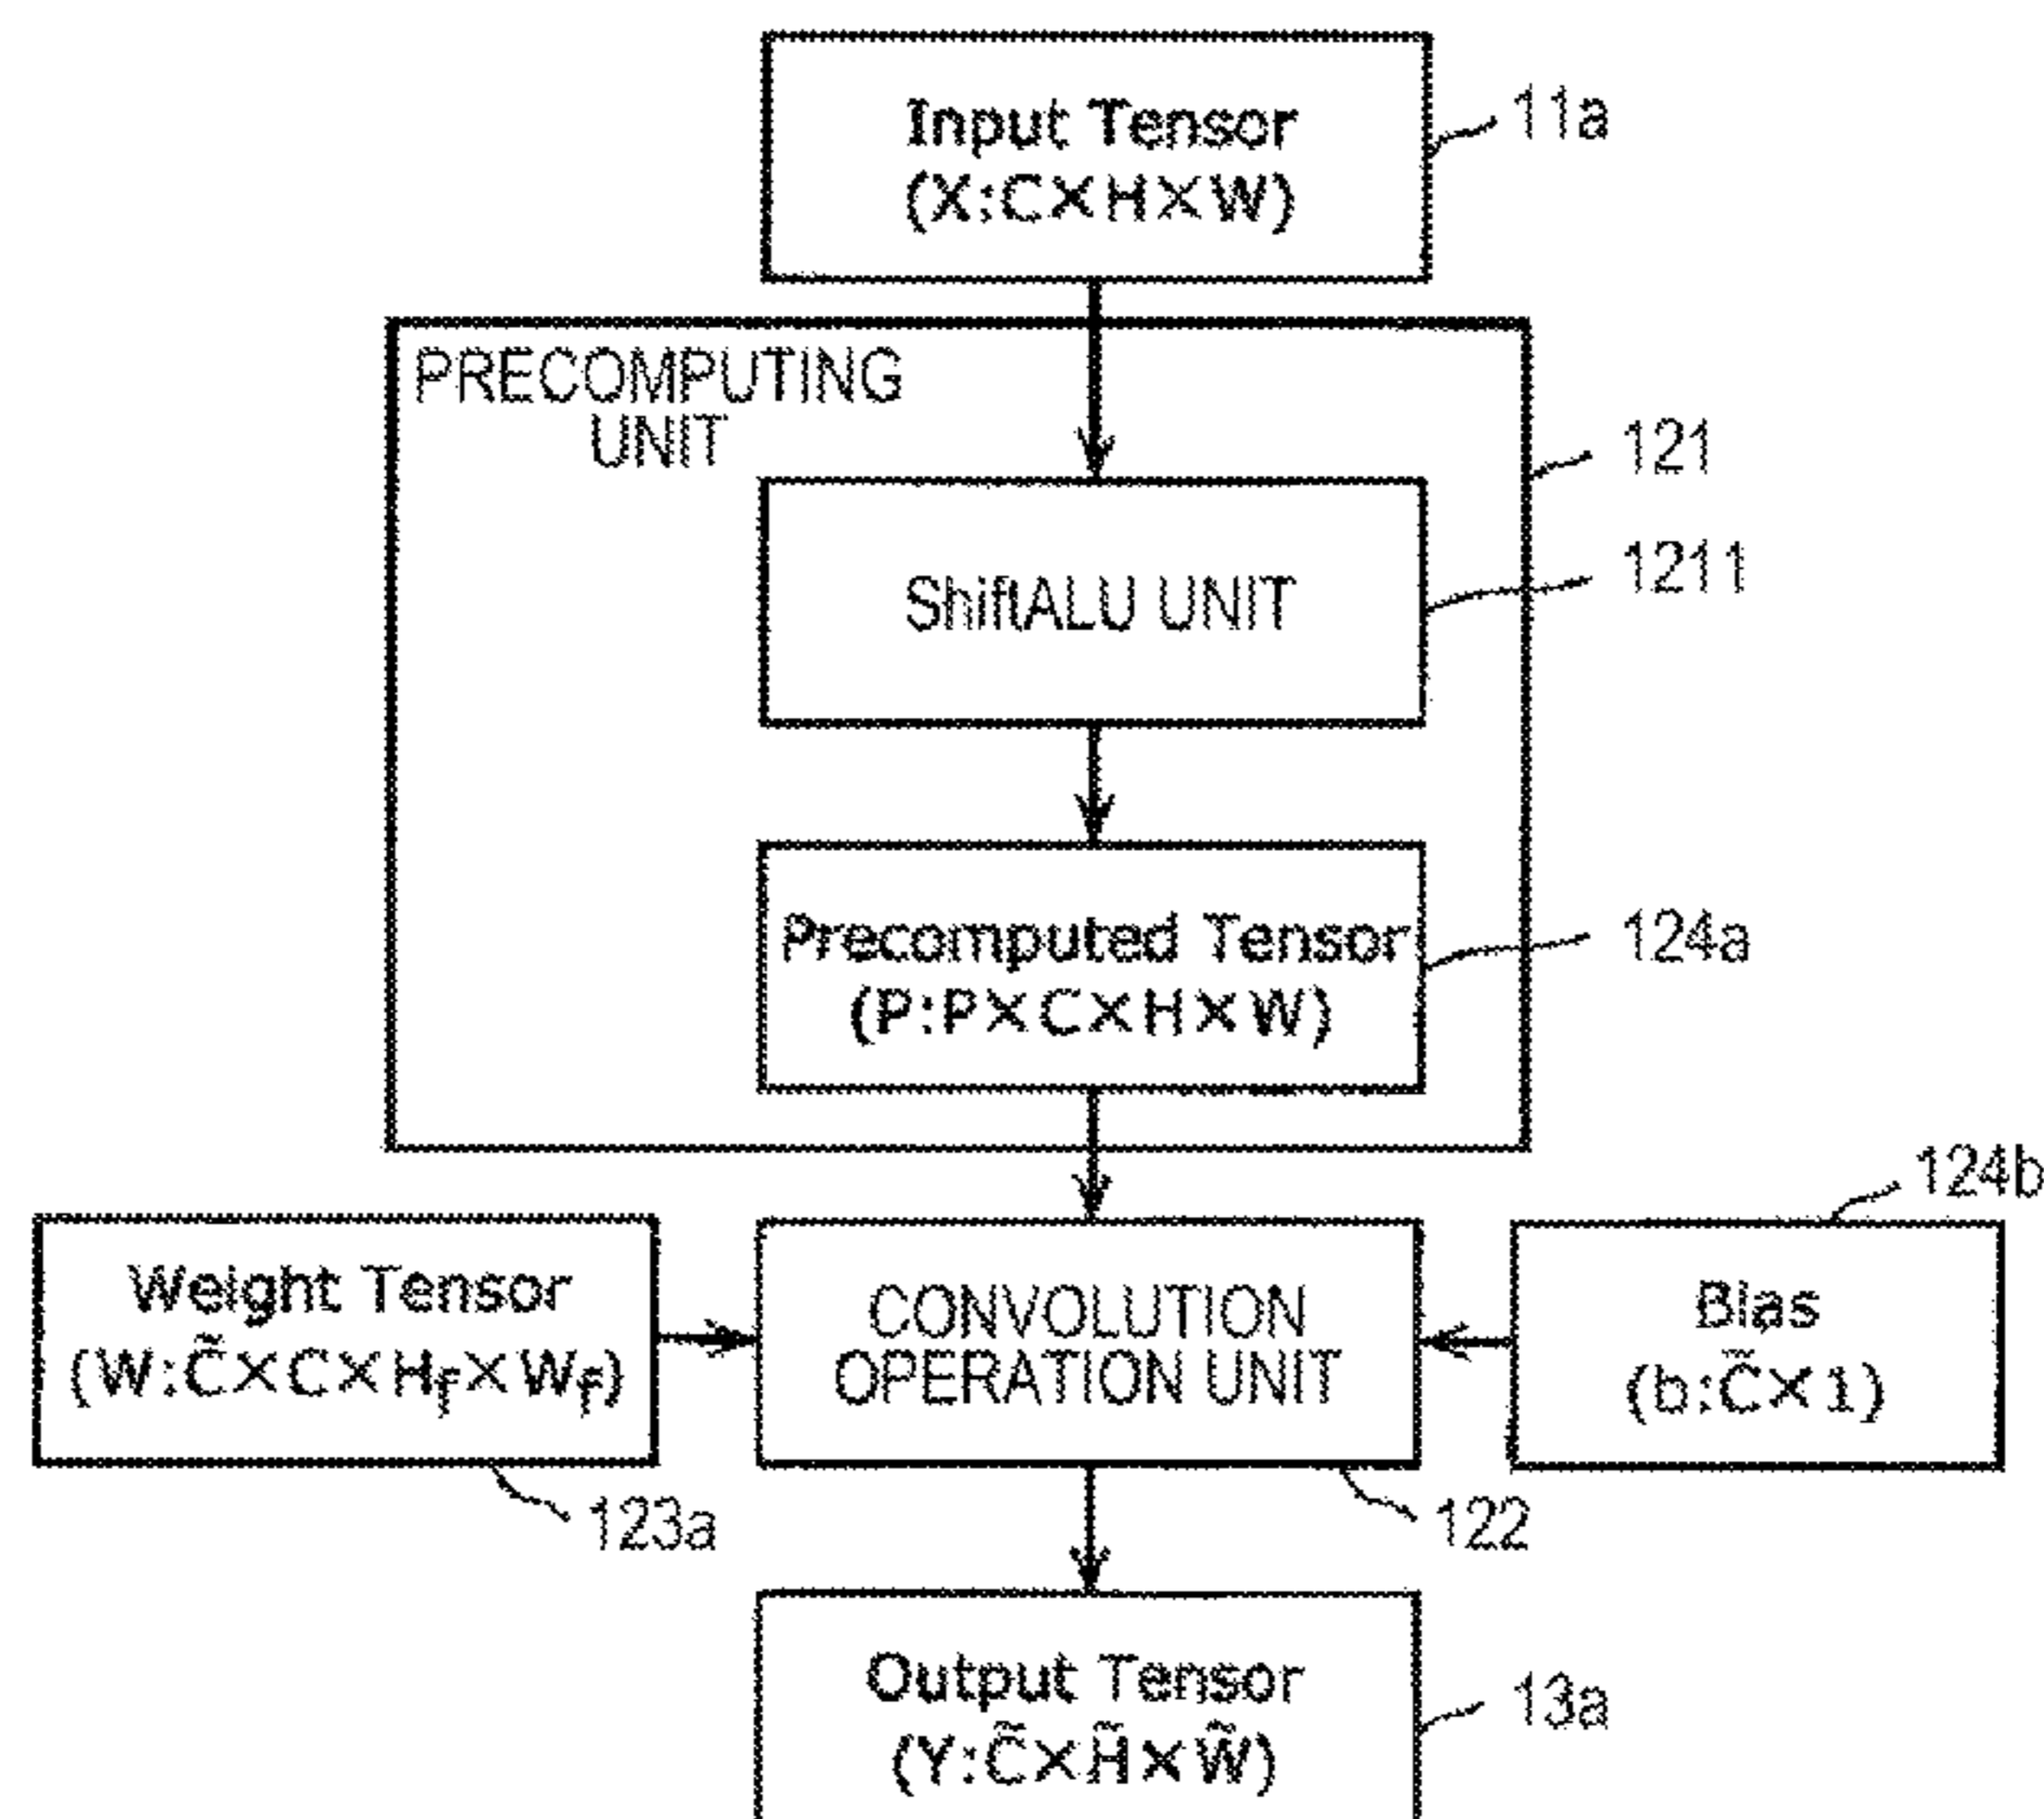 Input Tensor
(X:C×H×W)
11a
PRECOMPUTING
UNIT
121
ShiftALU UNIT
1211
Precomputed Tensor
(P:P×C×H×W)
124a
124b
Weight Tensor
(W:C̃×C×Hf×Wf)
123a
CONVOLUTION
OPERATION UNIT
122
Bias
(b:C̃×1)
Output Tensor
(Y:C̃×H̃×W̃)
13a